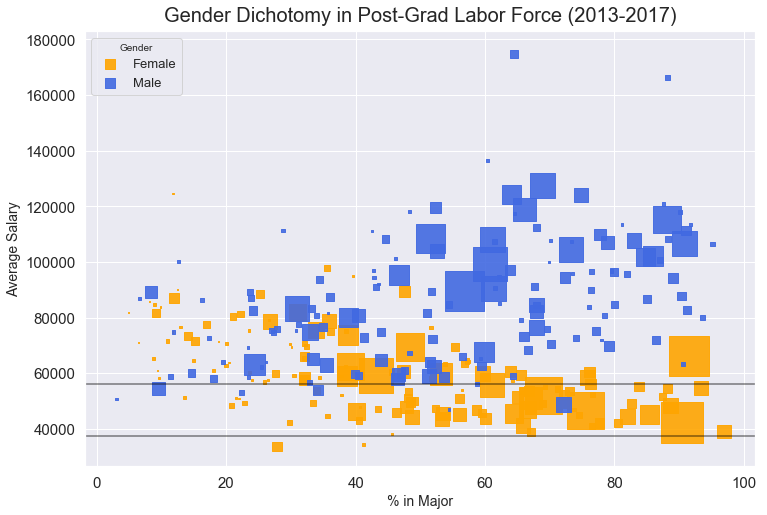 Gender Dichotomy in Post-Grad Labor Force (2013-2017)
Gender
Female
Male
180000
160000
140000
120000
100000
80000
60000
40000
Average Salary
0 20 40 60 80 100
% in Major